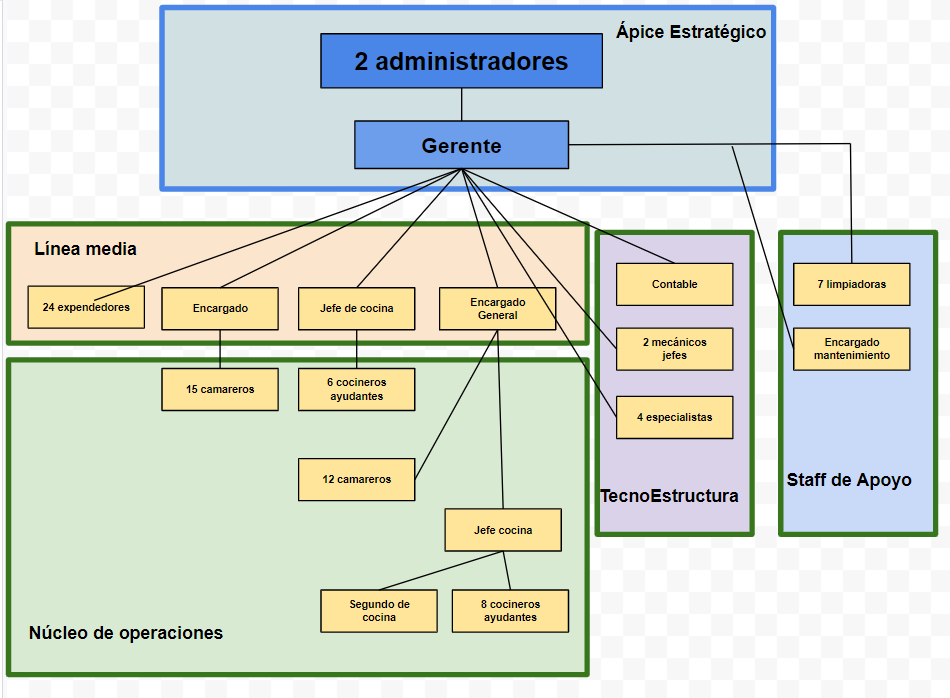 Ápice Estratégico
2 administradores
Gerente
Línea media
24 expendedores
Encargado
Jefe de cocina
Encargado
General
Contable
2 mecánicos
jefes
4 especialistas
TecnoEstructura
7 limpiadoras
Encargado
mantenimiento
Staff de Apoyo
15 camareros
6 cocineros
ayudantes
12 camareros
Jefe cocina
Segundo de
cocina
8 cocineros
ayudantes
Núcleo de operaciones